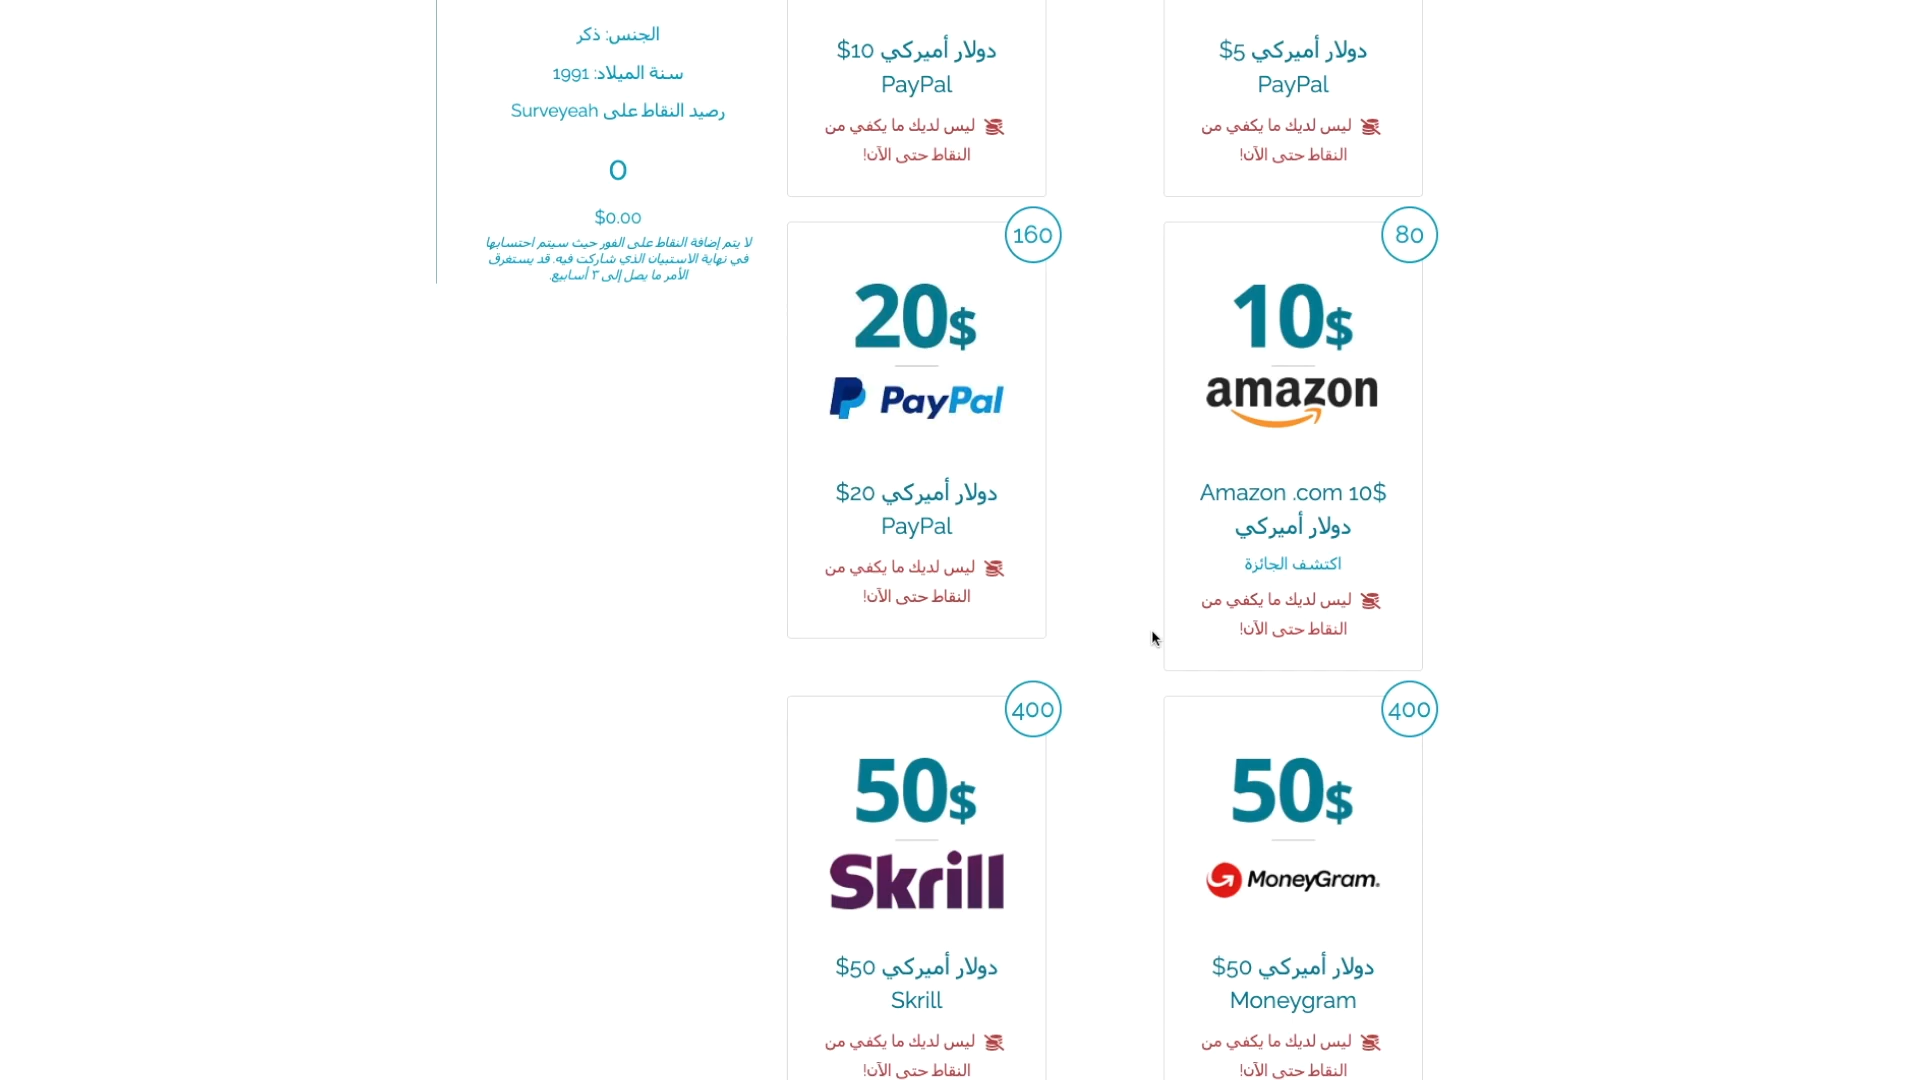 الجنس: ذكر
سنة الميلاد: 1991
رصيد النقاط على Surveyeah
0
$0.00
لا يتم إضافة النقاط على الفور حيث سيتم احتسابها
في نهاية الاستبيان الذي شاركت فيه. قد يستغرق
الأمر ما يصل إلى ٣ أسابيع.
دولار أميركي 5$
PayPal
ليس لديك ما يكفي من
النقاط حتى الآن!
دولار أميركي 10$
PayPal
ليس لديك ما يكفي من
النقاط حتى الآن!
80
10$
amazon
Amazon .com 10$
دولار أميركي
اكتشف الجائزة
ليس لديك ما يكفي من
النقاط حتى الآن!
160
20$
PayPal
دولار أميركي 20$
PayPal
ليس لديك ما يكفي من
النقاط حتى الآن!
400
50$
MoneyGram.
دولار أميركي 50$
Moneygram
ليس لديك ما يكفي من
النقاط حتى الآن!
400
50$
Skrill
دولار أميركي 50$
Skrill
ليس لديك ما يكفي من
النقاط حتى الآن!